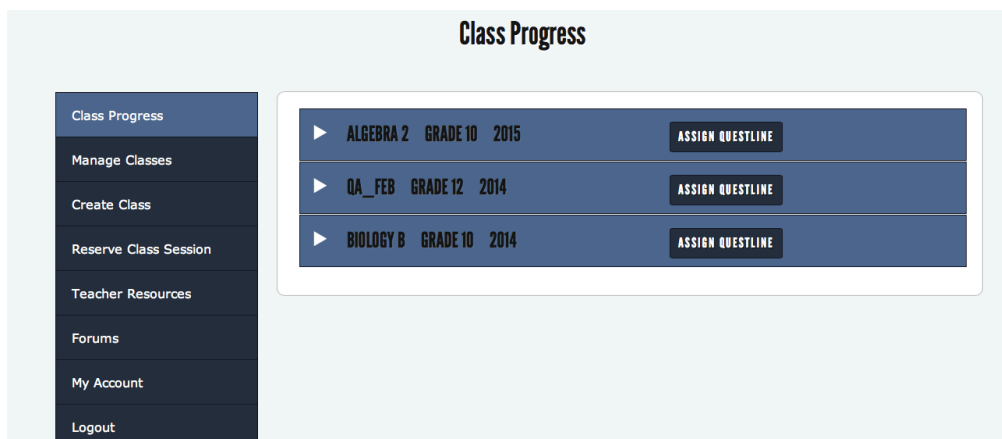 Class Progress
Class Progress
Manage Classes
Create Class
Reserve Class Session
Teacher Resources
Forums
My Account
Logout
ALGEBRA 2 GRADE 10 2015 ASSIGN QUESTLINE
QA_FEB GRADE 12 2014 ASSIGN QUESTLINE
BIOLOGY B GRADE 10 2014 ASSIGN QUESTLINE